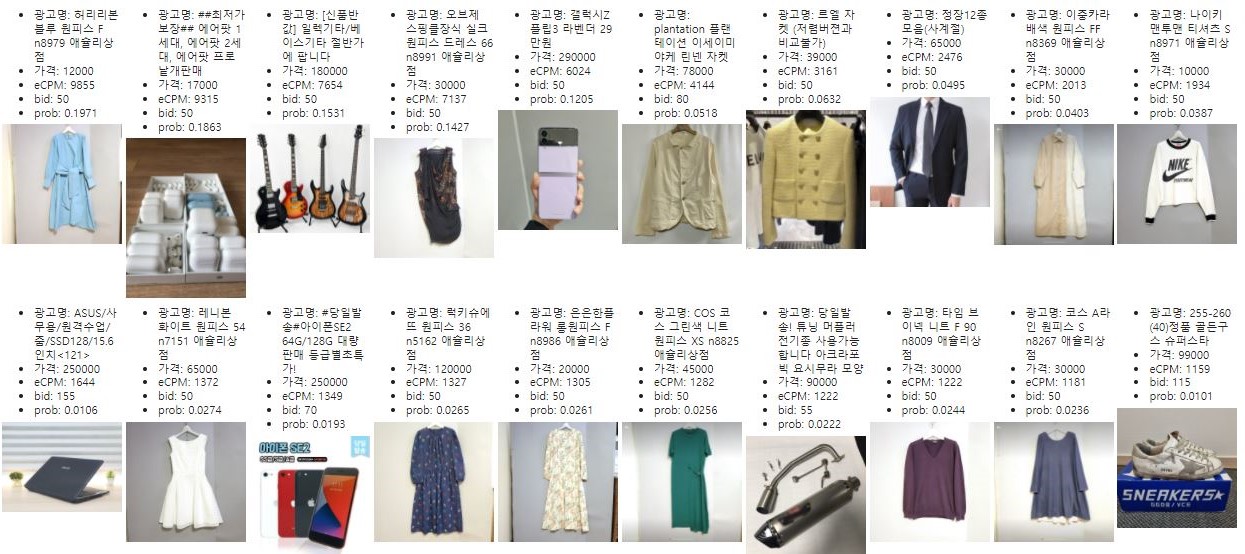 광고명: 허리리본
블루 원피스 F
n8979 애슐리상
점
가격: 12000
eCPM: 9855
bid: 50
prob: 0.1971
광고명: ##최저가
보장## 에어팟 1
세대, 에어팟 2세
대, 에어팟 프로
낱개판매
가격: 17000
eCPM: 9315
bid: 50
prob: 0.1863
광고명: [신품반
값] 일렉기타/베
이스기타 절반가
에 팝니다
가격: 180000
eCPM: 7654
bid: 50
prob: 0.1531
광고명: 오브제
스팽클장식 실크
원피스 드레스 66
n8991 애슐리상
점
가격: 30000
eCPM: 7137
bid: 50
prob: 0.1427
광고명: 갤럭시Z
플립3 라벤더 29
만원
가격: 290000
eCPM: 6024
bid: 50
prob: 0.1205
광고명:
plantation 플랜
테이션 이세이미
야케 린넨 자켓
가격: 78000
eCPM: 4144
bid: 80
prob: 0.0518
광고명: 르엘 자
켓 (저렴버젼과
비교불가)
가격: 39000
eCPM: 3161
bid: 50
prob: 0.0632
광고명: 정장12종
모음(사계절)
가격: 65000
eCPM: 2476
bid: 50
prob: 0.0495
광고명: 이중카라
배색 원피스 FF
n8369 애슐리상
점
가격: 30000
eCPM: 2013
bid: 50
prob: 0.0403
광고명: 나이키
맨투맨 티셔츠 S
n8971 애슐리상
점
가격: 10000
eCPM: 1934
bid: 50
prob: 0.0387
NIKE
광고명: ASUS/사
무용/원격수업/
줌/SSD128/15.6
인치<121>
가격: 250000
eCPM: 1644
bid: 155
prob: 0.0106
광고명: 레니본
화이트 원피스 54
n7151 애슐리상
점
가격: 65000
eCPM: 1372
bid: 50
prob: 0.0274
광고명: #당일발
송#아이폰SE2
64G/128G 대량
판매 등급별초특
가!
가격: 250000
eCPM: 1349
bid: 70
prob: 0.0193
당일
발송
아이폰 SE2
광고명: 럭키슈에
뜨 원피스 36
n5162 애슐리상
점
가격: 120000
eCPM: 1327
bid: 50
prob: 0.0265
광고명: 은은한플
라워 롱원피스 F
n8986 애슐리상
점
가격: 20000
eCPM: 1305
bid: 50
prob: 0.0261
광고명: COS 코
스 그린색 니트
원피스 XS n8825
애슐리상점
가격: 45000
eCPM: 1282
bid: 50
prob: 0.0256
광고명: 당일발
송! 튜닝 머플러
전기종 사용가능
합니다 아크라포
빅 요시무라 모양
가격: 90000
eCPM: 1222
bid: 55
prob: 0.0222
광고명: 타임 브
이넥 니트 F 90
n8009 애슐리상
점
가격: 30000
eCPM: 1222
bid: 50
prob: 0.0244
광고명: 코스 A라
인 원피스 S
n8267 애슐리상
점
가격: 30000
eCPM: 1181
bid: 50
prob: 0.0236
광고명: 255-260
(40)정품 골든구
스 슈퍼스타
가격: 99000
eCPM: 1159
bid: 115
prob: 0.0101
SNEAKERS
GGDB/VCE